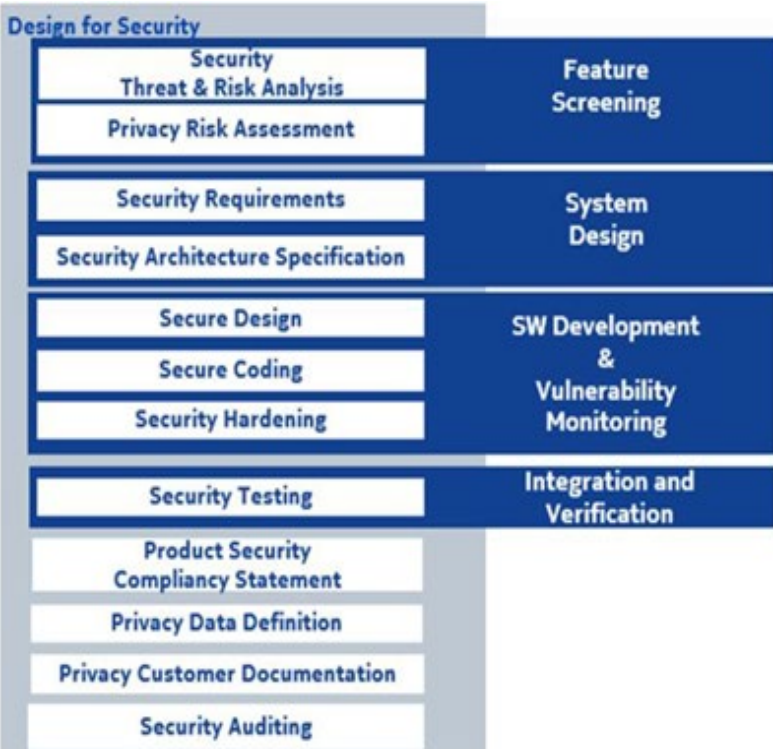 Design for Security
Security
Threat & Risk Analysis
Privacy Risk Assessment
Feature
Screening
Security Requirements
Security Architecture Specification
System
Design
Secure Design
Secure Coding
Security Hardening
SW Development
&
Vulnerability
Monitoring
Security Testing
Integration and
Verification
Product Security
Compliancy Statement
Privacy Data Definition
Privacy Customer Documentation
Security Auditing